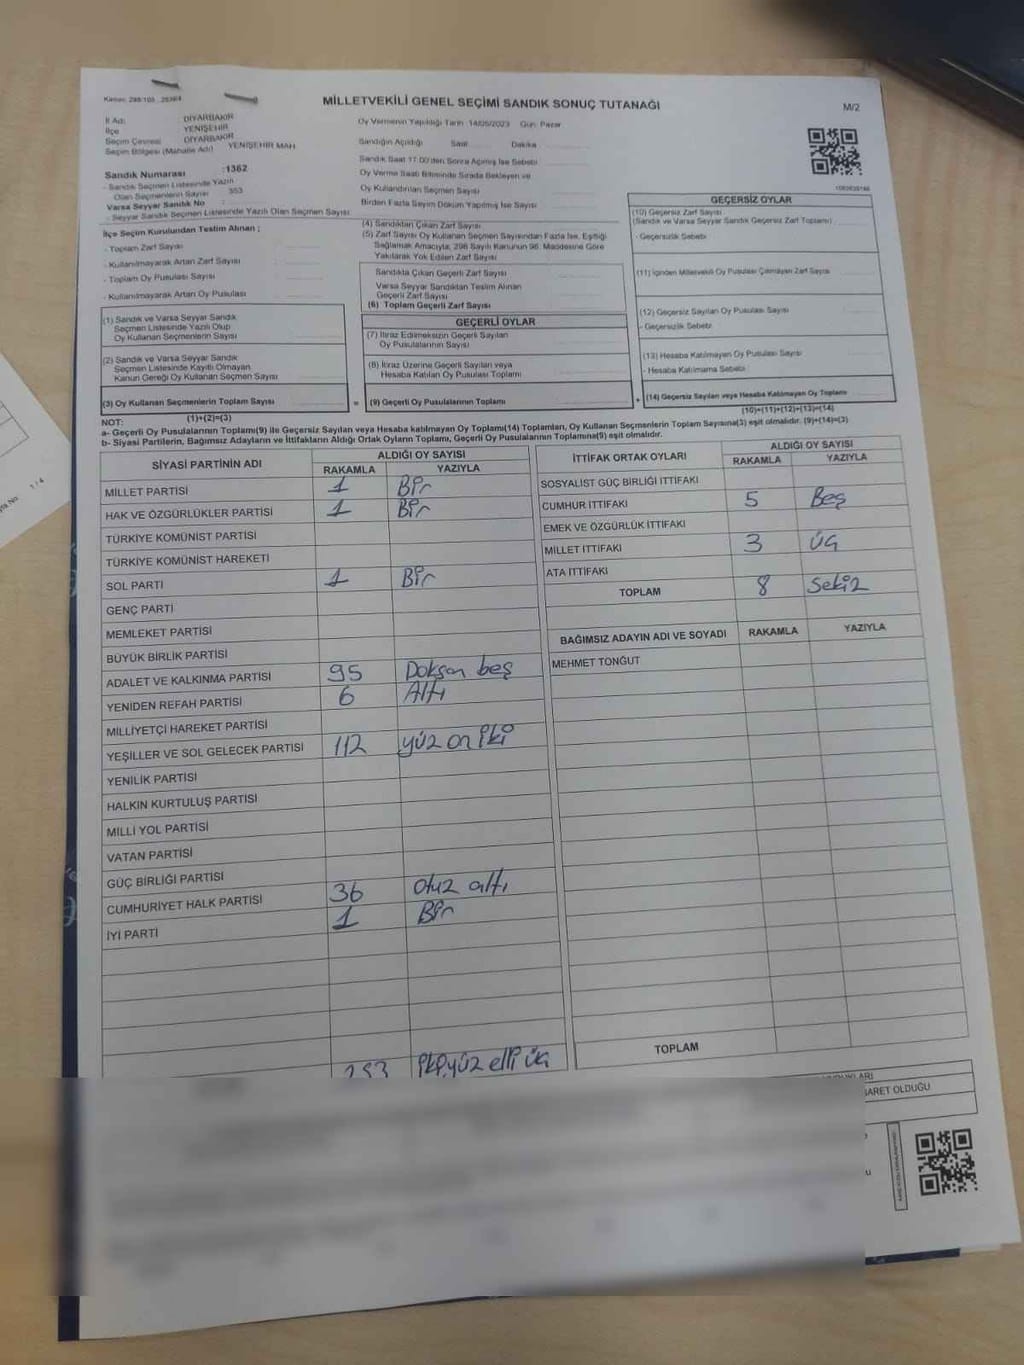 MİLLETVEKİLİ GENEL SEÇİMİ SANDIK SONUÇ TUTANAĞI
M/2
İl Adı DİYARBAKIR
İlçe YENİŞEHİR
Seçim Çevresi DİYARBAKIR
Seçim Bölgesi (Mahalle Adı) YENİŞEHİR MAH
Sandık Numarası :1362
- Sandık Seçmen Listesinde Yazılı
Olan Seçmenlerin Sayısı 353
Varsa Seyyar Sandık No :
- Seyyar Sandık Seçmen Listesinde Yazılı Olan Seçmen Sayısı
Oy Vermenin Yapıldığı Tarih :14/05/2023 Gün: Pazar
Sandığın Açıldığı Saat Dakika
Sandık Saat 17:00'den Sonra Açılmış İse Sebebi
Oy Verme Saati Bitiminde Sırada Bekleyen ve
Oy Kullandırılan Seçmen Sayısı
Birden Fazla Sayım Döküm Yapılmış İse Sayısı
İlçe Seçim Kurulundan Teslim Alınan ;
- Toplam Zarf Sayısı
- Kullanılmayarak Artan Zarf Sayısı
- Toplam Oy Pusulası Sayısı
- Kullanılmayarak Artan Oy Pusulası
(1) Sandık ve Varsa Seyyar Sandık
Seçmen Listesinde Yazılı Olup
Oy Kullanan Seçmenlerin Sayısı
(2) Sandık ve Varsa Seyyar Sandık
Seçmen Listesinde Kayıtlı Olmayan
Kanun Gereği Oy Kullanan Seçmen Sayısı
(3) Oy Kullanan Seçmenlerin Toplam Sayısı
(1)+(2)=(3)
(4) Sandıktan Çıkan Zarf Sayısı
(5) Zarf Sayısı Oy Kullanan Seçmen Sayısından Fazla İse, Eşitliği
Sağlamak Amacıyla, 298 Sayılı Kanunun 98. Maddesine Göre
Yakılarak Yok Edilen Zarf Sayısı
Sandıkta Çıkan Geçerli Zarf Sayısı
Varsa Seyyar Sandıktan Teslim Alınan
Geçerli Zarf Sayısı
(6) Toplam Geçerli Zarf Sayısı
GEÇERLİ OYLAR
(7) İtiraz Edilmeksizin Geçerli Sayılan
Oy Pusulalarının Sayısı
(8) İtiraz Üzerine Geçerli Sayılan veya
Hesaba Katılan Oy Pusulası Toplamı
= (9) Geçerli Oy Pusulalarının Toplamı
GEÇERSİZ OYLAR
(10) Geçersiz Zarf Sayısı
(Sandık ve Varsa Seyyar Sandık Geçersiz Zarf Toplamı)
- Geçersizlik Sebebi
(11) İçinden Milletvekili Oy Pusulası Çıkmayan Zarf Sayısı
(12) Geçersiz Sayılan Oy Pusulası Sayısı
- Geçersizlik Sebebi
(13) Hesaba Katılmayan Oy Pusulası Sayısı
- Hesaba Katılmama Sebebi
+ (14) Geçersiz Sayılan veya Hesaba Katılmayan Oy Toplamı
(10)+(11)+(12)+(13)=(14)
NOT:
a- Geçerli Oy Pusulalarının Toplamı(9) ile Geçersiz Sayılan veya Hesaba katılmayan Oy Toplamı(14) Toplamları, Oy Kullanan Seçmenlerin Toplam Sayısına(3) eşit olmalıdır. (9)+(14)=(3)
b- Siyasi Partilerin, Bağımsız Adayların ve İttifakların Aldığı Ortak Oyların Toplamı, Geçerli Oy Pusulalarının Toplamına(9) eşit olmalıdır.
SİYASİ PARTİNİN ADI ALDIĞI OY SAYISI
RAKAMLA YAZIYLA
MİLLET PARTİSİ 1 Bir
HAK VE ÖZGÜRLÜKLER PARTİSİ 1 Bir
TÜRKİYE KOMÜNİST PARTİSİ
TÜRKİYE KOMÜNİST HAREKETİ
SOL PARTİ 1 Bir
GENÇ PARTİ
MEMLEKET PARTİSİ
BÜYÜK BİRLİK PARTİSİ
ADALET VE KALKINMA PARTİSİ 95 Doksan beş
YENİDEN REFAH PARTİSİ 6 Altı
MİLLİYETÇİ HAREKET PARTİSİ
YEŞİLLER VE SOL GELECEK PARTİSİ 112 yüz on iki
YENİLİK PARTİSİ
HALKIN KURTULUŞ PARTİSİ
MİLLİ YOL PARTİSİ
VATAN PARTİSİ
GÜÇ BİRLİĞİ PARTİSİ
CUMHURİYET HALK PARTİSİ 36 Otuz altı
İYİ PARTİ 1 Bir
253 iki yüz elli üç
İTTİFAK ORTAK OYLARI ALDIĞI OY SAYISI
RAKAMLA YAZIYLA
SOSYALİST GÜÇ BİRLİĞİ İTTİFAKI
CUMHUR İTTİFAKI 5 Beş
EMEK VE ÖZGÜRLÜK İTTİFAKI
MİLLET İTTİFAKI 3 üç
ATA İTTİFAKI
TOPLAM 8 Sekiz
BAĞIMSIZ ADAYIN ADI VE SOYADI RAKAMLA YAZIYLA
MEHMET TONĞUT
TOPLAM